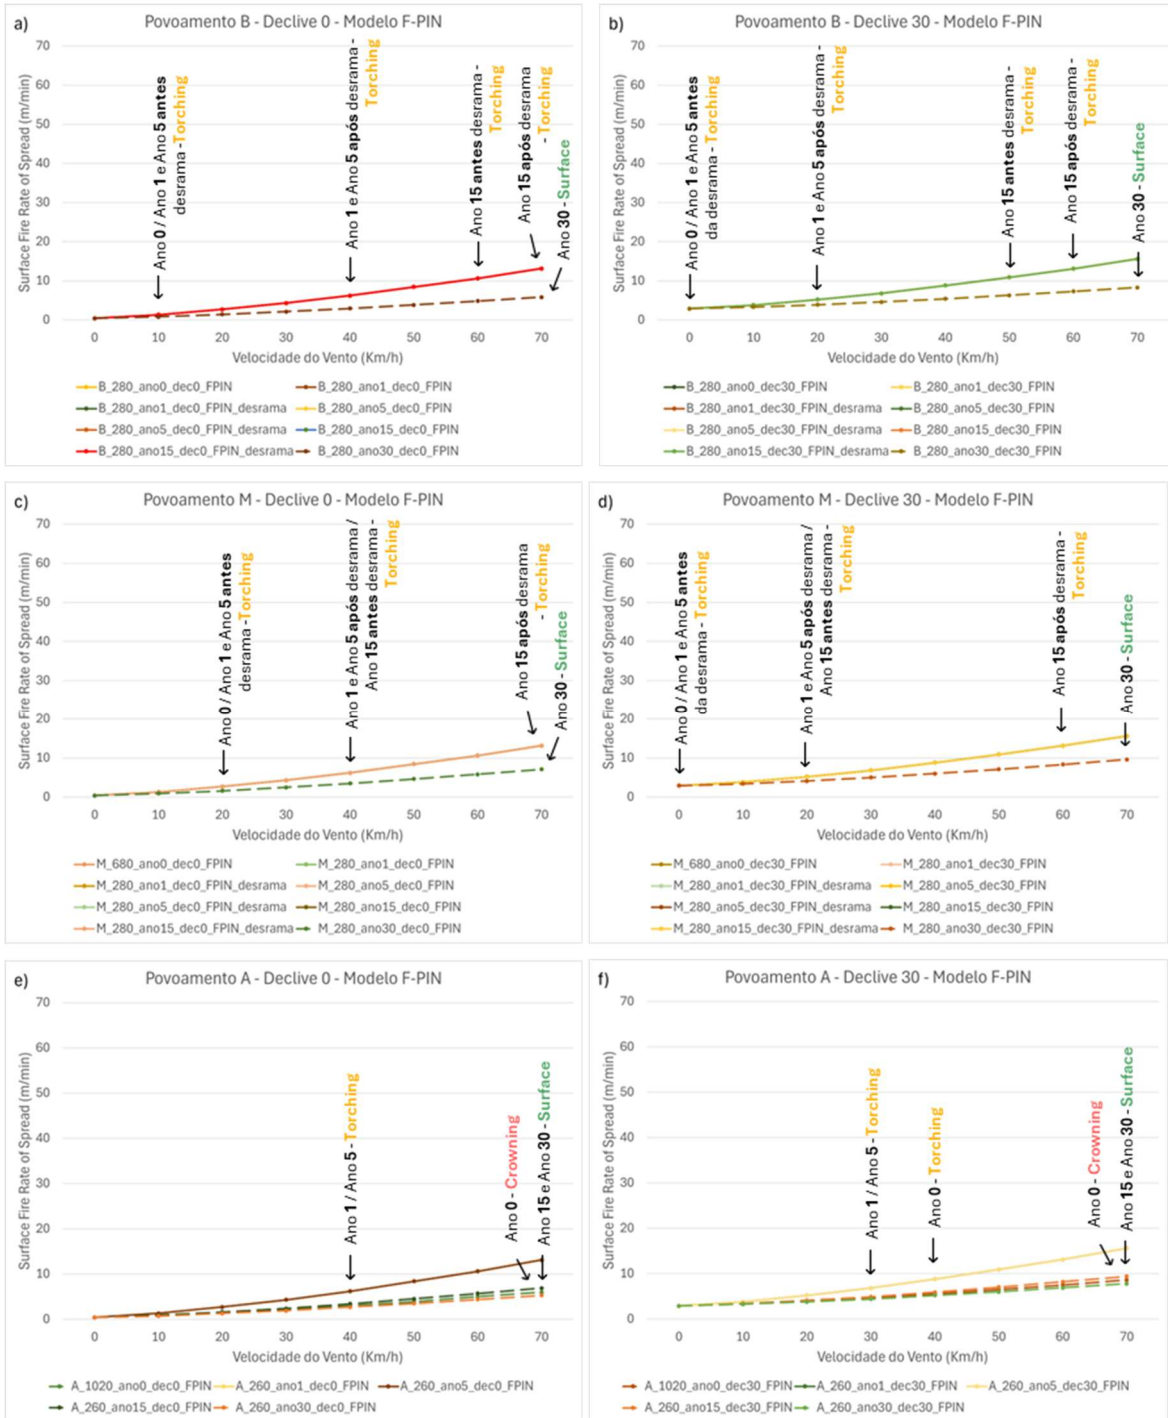 a)
Povoamento B - Declive 0 - Modelo F-PIN
Surface Fire Rate of Spread (m/min)
70
60
50
40
30
20
10
0
Ano 0 / Ano 1 e Ano 5 antes
desrama -Torching
Ano 1 e Ano 5 após desrama -
Torching
Ano 15 antes desrama -
Torching
Ano 15 após desrama
- Torching
Ano 30 - Surface
0 10 20 30 40 50 60 70
Velocidade do Vento (Km/h)
B_280_ano0_dec0_FPIN B_280_ano1_dec0_FPIN
B_280_ano1_dec0_FPIN_desrama B_280_ano5_dec0_FPIN
B_280_ano5_dec0_FPIN_desrama B_280_ano15_dec0_FPIN
B_280_ano15_dec0_FPIN_desrama B_280_ano30_dec0_FPIN
b)
Povoamento B - Declive 30 - Modelo F-PIN
Surface Fire Rate of Spread (m/min)
70
60
50
40
30
20
10
0
Ano 0 / Ano 1 e Ano 5 antes
da desrama - Torching
Ano 1 e Ano 5 após desrama -
Torching
Ano 15 antes desrama -
Torching
Ano 15 após desrama -
Torching
Ano 30 - Surface
0 10 20 30 40 50 60 70
Velocidade do Vento (Km/h)
B_280_ano0_dec30_FPIN B_280_ano1_dec30_FPIN
B_280_ano1_dec30_FPIN_desrama B_280_ano5_dec30_FPIN
B_280_ano5_dec30_FPIN_desrama B_280_ano15_dec30_FPIN
B_280_ano15_dec30_FPIN_desrama B_280_ano30_dec30_FPIN
c)
Povoamento M - Declive 0 - Modelo F-PIN
Surface Fire Rate of Spread (m/min)
70
60
50
40
30
20
10
0
Ano 0 / Ano 1 e Ano 5 antes
desrama -Torching
Ano 1 e Ano 5 após desrama /
Ano 15 antes desrama -
Torching
Ano 15 após desrama
- Torching
Ano 30 - Surface
0 10 20 30 40 50 60 70
Velocidade do Vento (Km/h)
M_680_ano0_dec0_FPIN M_280_ano1_dec0_FPIN
M_280_ano1_dec0_FPIN_desrama M_280_ano5_dec0_FPIN
M_280_ano5_dec0_FPIN_desrama M_280_ano15_dec0_FPIN
M_280_ano15_dec0_FPIN_desrama M_280_ano30_dec0_FPIN
d)
Povoamento M - Declive 30 - Modelo F-PIN
Surface Fire Rate of Spread (m/min)
70
60
50
40
30
20
10
0
Ano 0 / Ano 1 e Ano 5 antes
da desrama - Torching
Ano 1 e Ano 5 após desrama /
Ano 15 antes desrama -
Torching
Ano 15 após desrama -
Torching
Ano 30 - Surface
0 10 20 30 40 50 60 70
Velocidade do Vento (Km/h)
M_680_ano0_dec30_FPIN M_280_ano1_dec30_FPIN
M_280_ano1_dec30_FPIN_desrama M_280_ano5_dec30_FPIN
M_280_ano5_dec30_FPIN_desrama M_280_ano15_dec30_FPIN
M_280_ano15_dec30_FPIN_desrama M_280_ano30_dec30_FPIN
e)
Povoamento A - Declive 0 - Modelo F-PIN
Surface Fire Rate of Spread (m/min)
70
60
50
40
30
20
10
0
Ano 1 / Ano 5 - Torching
Ano 0 - Crowning
Ano 15 e Ano 30 - Surface
0 10 20 30 40 50 60 70
Velocidade do Vento (Km/h)
A_1020_ano0_dec0_FPIN A_260_ano1_dec0_FPIN A_260_ano5_dec0_FPIN
A_260_ano15_dec0_FPIN A_260_ano30_dec0_FPIN
f)
Povoamento A - Declive 30 - Modelo F-PIN
Surface Fire Rate of Spread (m/min)
70
60
50
40
30
20
10
0
Ano 1 / Ano 5 - Torching
Ano 0 - Torching
Ano 0 - Crowning
Ano 15 e Ano 30 - Surface
0 10 20 30 40 50 60 70
Velocidade do Vento (Km/h)
A_1020_ano0_dec30_FPIN A_260_ano1_dec30_FPIN A_260_ano5_dec30_FPIN
A_260_ano15_dec30_FPIN A_260_ano30_dec30_FPIN